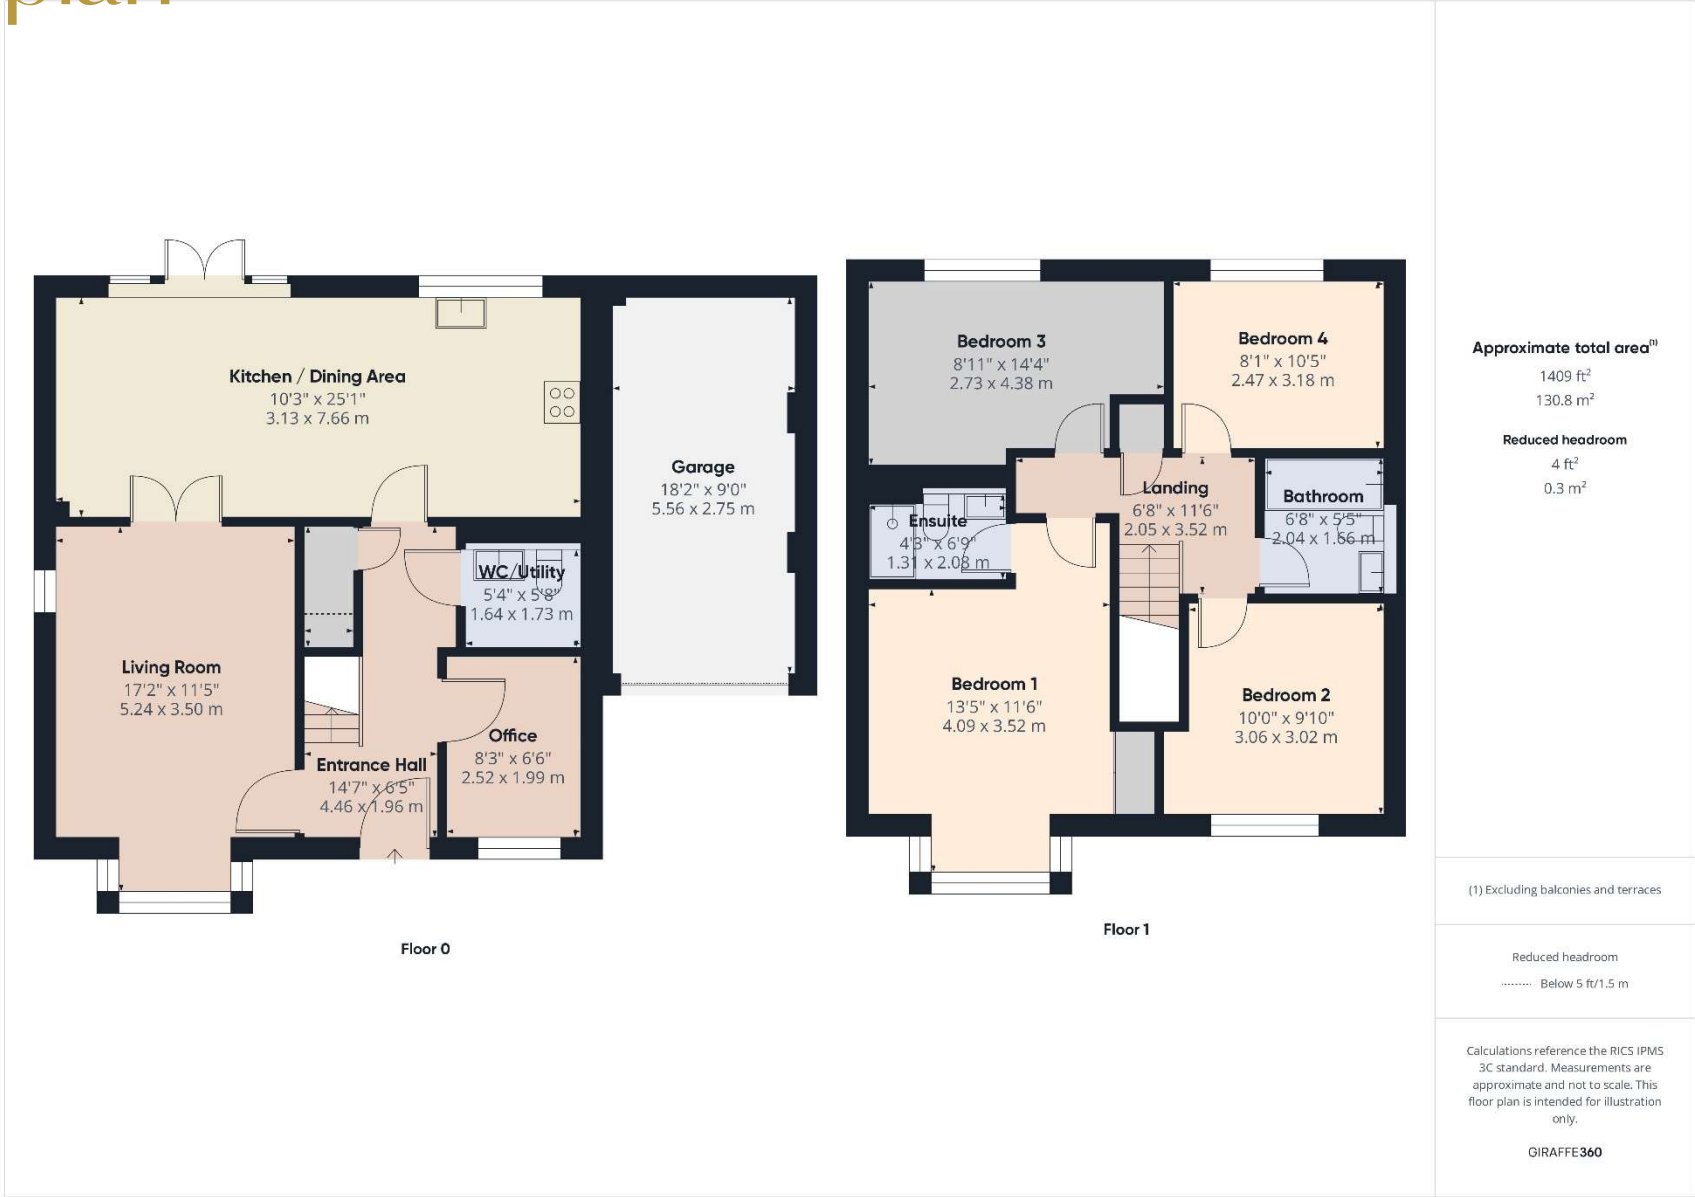 plan
Kitchen / Dining Area
10'3" x 25'1"
3.13 x 7.66 m
Garage
18'2" x 9'0"
5.56 x 2.75 m
WC/Utility
5'4" x 5'8"
1.64 x 1.73 m
Living Room
17'2" x 11'5"
5.24 x 3.50 m
Office
8'3" x 6'6"
2.52 x 1.99 m
Entrance Hall
14'7" x 6'5"
4.46 x 1.96 m
Floor 0
Bedroom 3
8'11" x 14'4"
2.73 x 4.38 m
Bedroom 4
8'1" x 10'5"
2.47 x 3.18 m
Landing
6'8" x 11'6"
2.05 x 3.52 m
Bathroom
6'8" x 5'5"
2.04 x 1.66 m
Ensuite
4'3" x 6'9"
1.31 x 2.08 m
Bedroom 1
13'5" x 11'6"
4.09 x 3.52 m
Bedroom 2
10'0" x 9'10"
3.06 x 3.02 m
Floor 1
Approximate total area(1)
1409 ft²
130.8 m²
Reduced headroom
4 ft²
0.3 m²
(1) Excluding balconies and terraces
Reduced headroom
Below 5 ft/1.5 m
Calculations reference the RICS IPMS
3C standard. Measurements are
approximate and not to scale. This
floor plan is intended for illustration
only.
GIRAFFE360